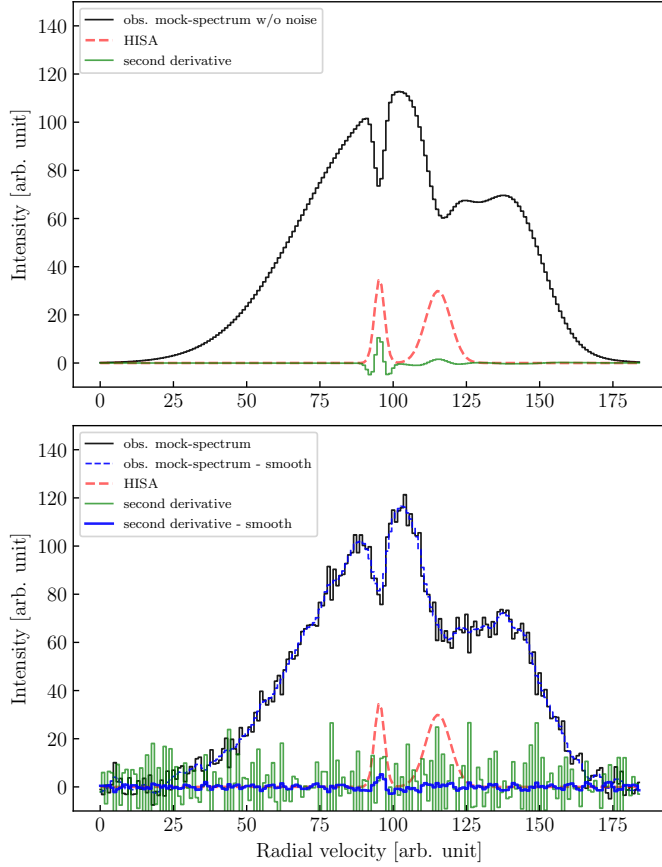 140
120
100
80
60
40
20
0
Intensity [arb. unit]
obs. mock-spectrum w/o noise
HISA
second derivative
0 25 50 75 100 125 150 175
140
120
100
80
60
40
20
0
Intensity [arb. unit]
obs. mock-spectrum
obs. mock-spectrum - smooth
HISA
second derivative
second derivative - smooth
0 25 50 75 100 125 150 175
Radial velocity [arb. unit]